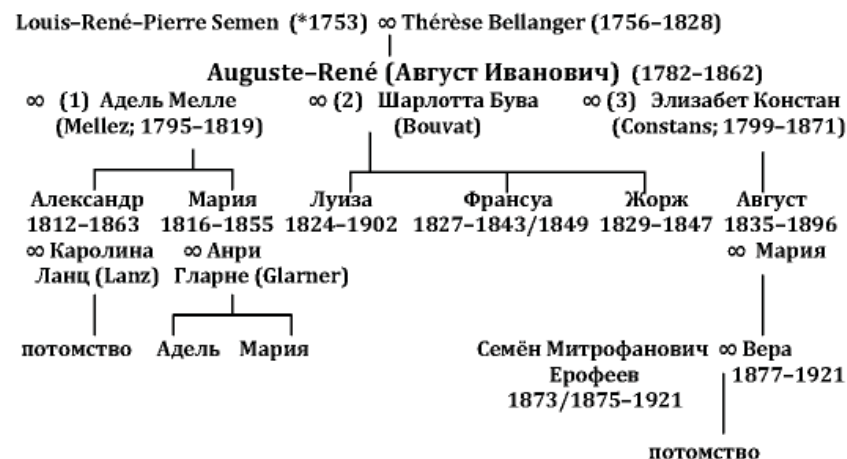 Louis–René–Pierre Semen (*1753) ∞ Thérèse Bellanger (1756–1828)
Auguste–René (Август Иванович) (1782–1862)
∞ (1) Адель Мелле ∞ (2) Шарлотта Бува ∞ (3) Элизабет Констан
(Mellez; 1795–1819) (Bouvat) (Constans; 1799–1871)
Александр Мария Луиза Франсуа Жорж Август
1812–1863 1816–1855 1824–1902 1827–1843/1849 1829–1847 1835–1896
∞ Каролина ∞ Анри ∞ Мария
Ланц (Lanz) Гларне (Glarner)
потомство Адель Мария Семён Митрофанович ∞ Вера
Ерофеев 1877–1921
1873/1875–1921
потомство